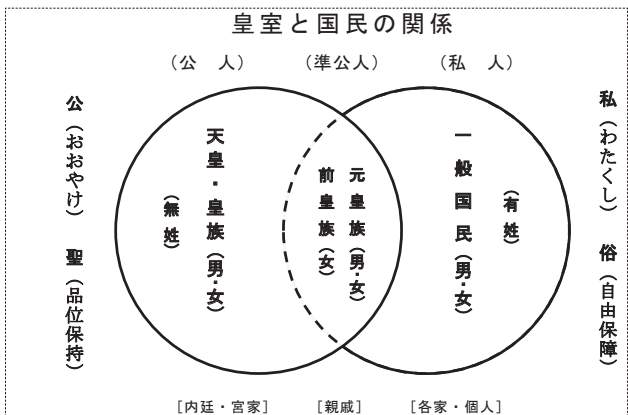 皇室と国民の関係
（公　人）
（準公人）
（私　人）
公（おおやけ）　聖（品位保持）
天皇・皇族（男・女）
（無姓）
元皇族（男・女）
前皇族（女）
一般国民（男・女）
（有姓）
私（わたくし）　俗（自由保障）
［内廷・宮家］
［親戚］
［各家・個人］